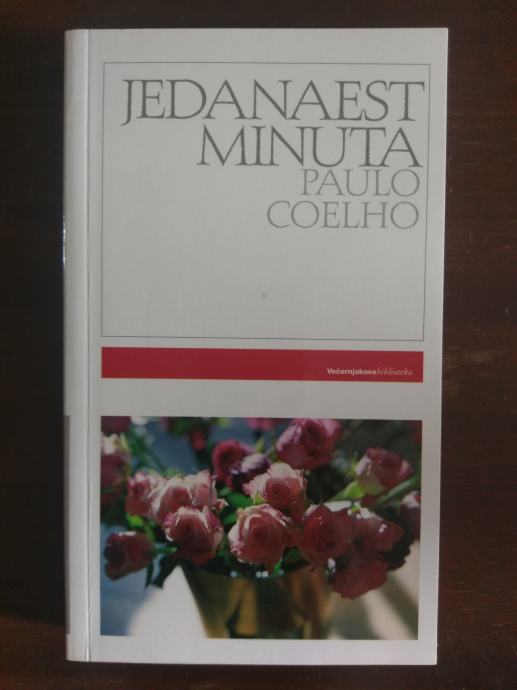 JEDANAEST
MINUTA
PAULO
COELHO
Večernjakovabiblioteka